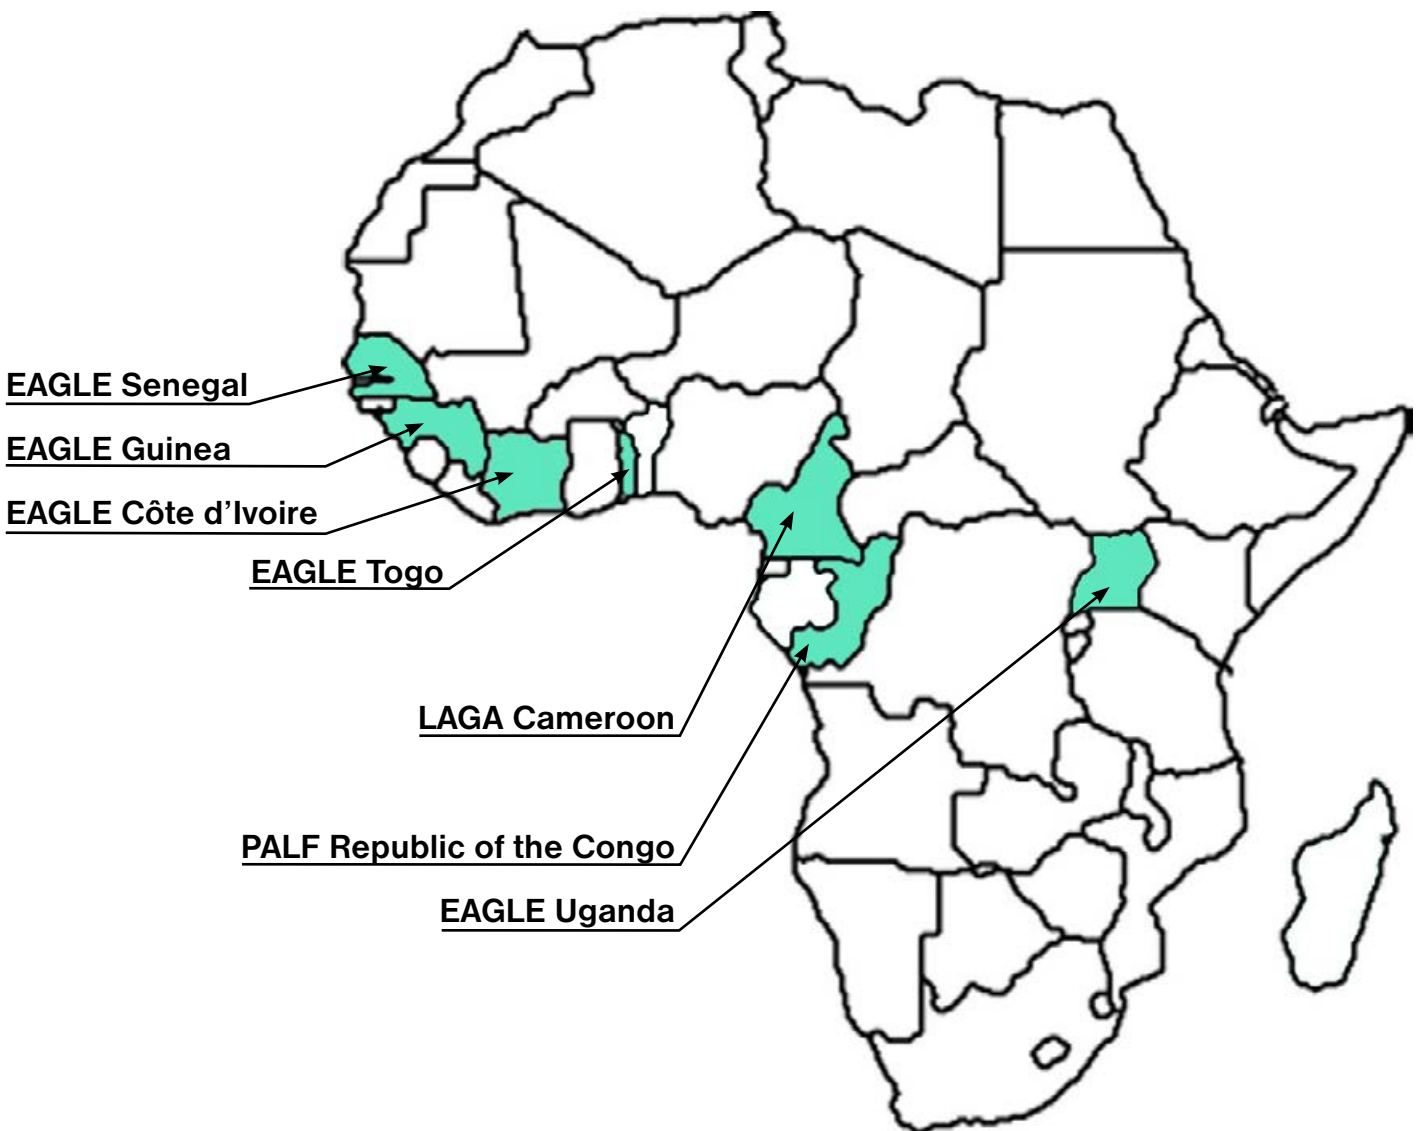 EAGLE Senegal
EAGLE Guinea
EAGLE Côte d’Ivoire
EAGLE Togo
LAGA Cameroon
PALF Republic of the Congo
EAGLE Uganda